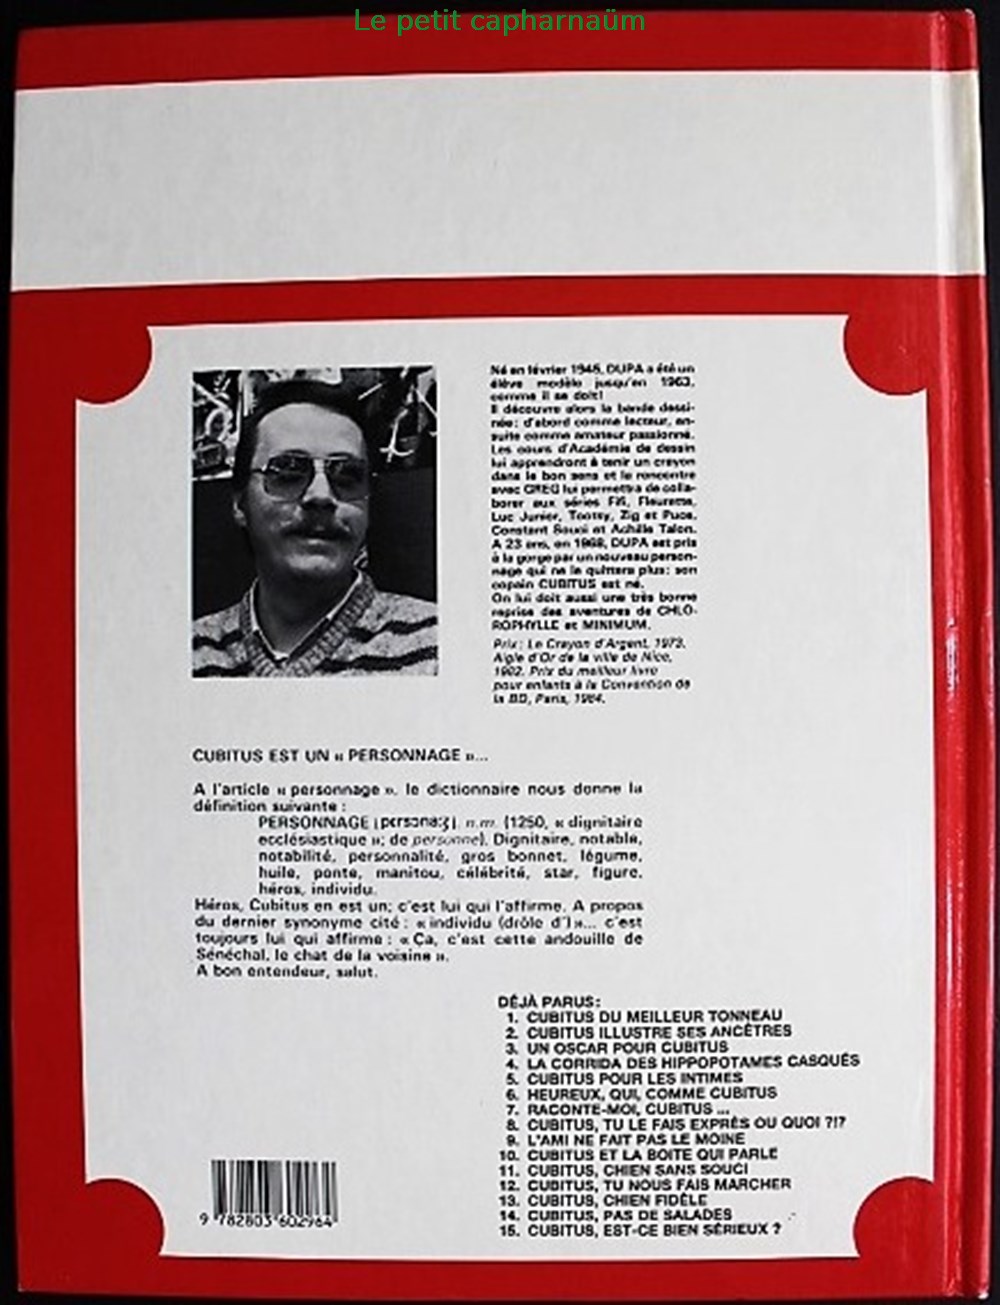 Le petit capharnaüm
Né en février 1945, DUPA a été un
élève modèle jusqu'en 1963,
comme il se doit!
Il découvre alors la bande dessi-
née: d'abord comme lecteur, en-
suite comme amateur passionné.
Les cours d'Académie de dessin
lui apprendront à tenir un crayon
dans le bon sens et la rencontre
avec GREG lui permettra de colla-
borer aux séries Fifi, Fleurette,
Luc Junior, Tootsy, Zig et Puce,
Constant Souci et Achille Talon.
A 23 ans, en 1968, DUPA est pris
à la gorge par un nouveau person-
nage qui ne le quittera plus: son
copain CUBITUS est né.
On lui doit aussi une très bonne
reprise des aventures de CHLO-
ROPHYLLE et MINIMUM.
Prix: Le Crayon d'Argent, 1973.
Aigle d'Or de la ville de Nice,
1982. Prix du meilleur livre
pour enfants à la Convention de
la BD, Paris, 1984.
CUBITUS EST UN « PERSONNAGE »...
A l'article « personnage », le dictionnaire nous donne la
définition suivante :
PERSONNAGE [pɛrsɔnaːʒ]. n.m. (1250, « dignitaire
ecclésiastique »; de personne). Dignitaire, notable,
notabilité, personnalité, gros bonnet, légume,
huile, ponte, manitou, célébrité, star, figure,
héros, individu.
Héros, Cubitus en est un; c'est lui qui l'affirme. A propos
du dernier synonyme cité : « individu (drôle d') »... c'est
toujours lui qui affirme : « Ça, c'est cette andouille de
Sénéchal, le chat de la voisine ».
A bon entendeur, salut.
DÉJÀ PARUS:
1. CUBITUS DU MEILLEUR TONNEAU
2. CUBITUS ILLUSTRE SES ANCÊTRES
3. UN OSCAR POUR CUBITUS
4. LA CORRIDA DES HIPPOPOTAMES CASQUÉS
5. CUBITUS POUR LES INTIMES
6. HEUREUX, QUI, COMME CUBITUS
7. RACONTE-MOI, CUBITUS ...
8. CUBITUS, TU LE FAIS EXPRÈS OU QUOI ?!?
9. L'AMI NE FAIT PAS LE MOINE
10. CUBITUS ET LA BOITE QUI PARLE
11. CUBITUS, CHIEN SANS SOUCI
12. CUBITUS, TU NOUS FAIS MARCHER
13. CUBITUS, CHIEN FIDÈLE
14. CUBITUS, PAS DE SALADES
15. CUBITUS, EST-CE BIEN SÉRIEUX ?
9 782803 602964